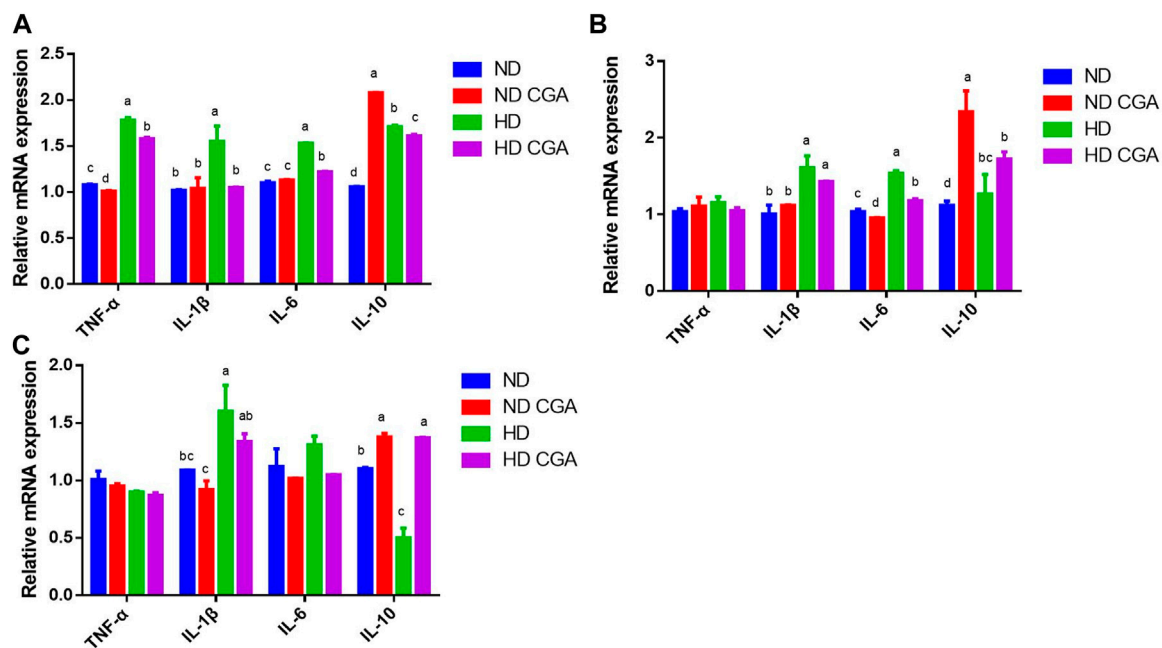 A
Relative mRNA expression
2.5
2.0
1.5
1.0
0.5
0.0
c d a b
b b a b
c c a b
d a b c
TNF-α IL-1β IL-6 IL-10
ND
ND CGA
HD
HD CGA
B
Relative mRNA expression
3
2
1
0
b b a a
c d a b
d a bc b
TNF-α IL-1β IL-6 IL-10
ND
ND CGA
HD
HD CGA
C
Relative mRNA expression
2.0
1.5
1.0
0.5
0.0
bc c a ab
b a c a
TNF-α IL-1β IL-6 IL-10
ND
ND CGA
HD
HD CGA